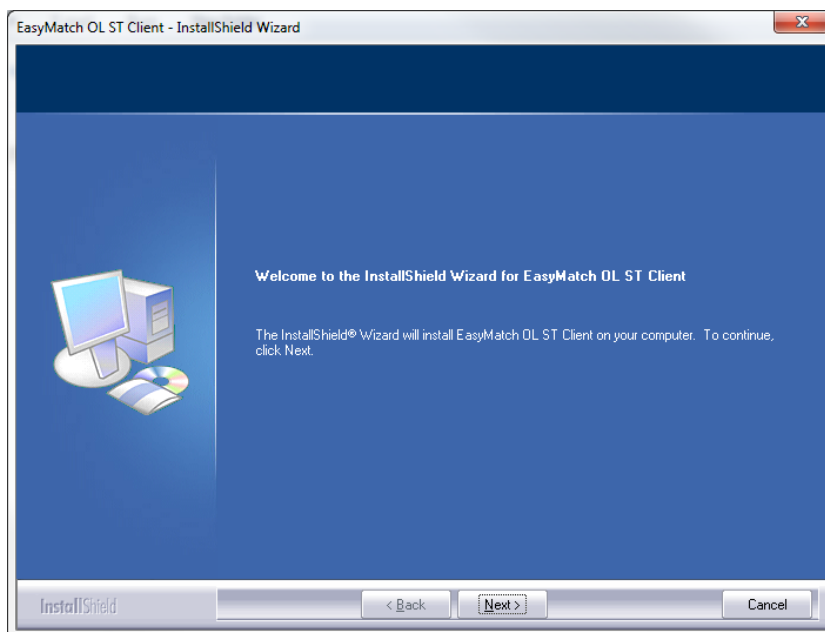 EasyMatch OL ST Client - InstallShield Wizard
Welcome to the InstallShield Wizard for EasyMatch OL ST Client
The InstallShield® Wizard will install EasyMatch OL ST Client on your computer. To continue,
click Next.
InstallShield
< Back
Next >
Cancel